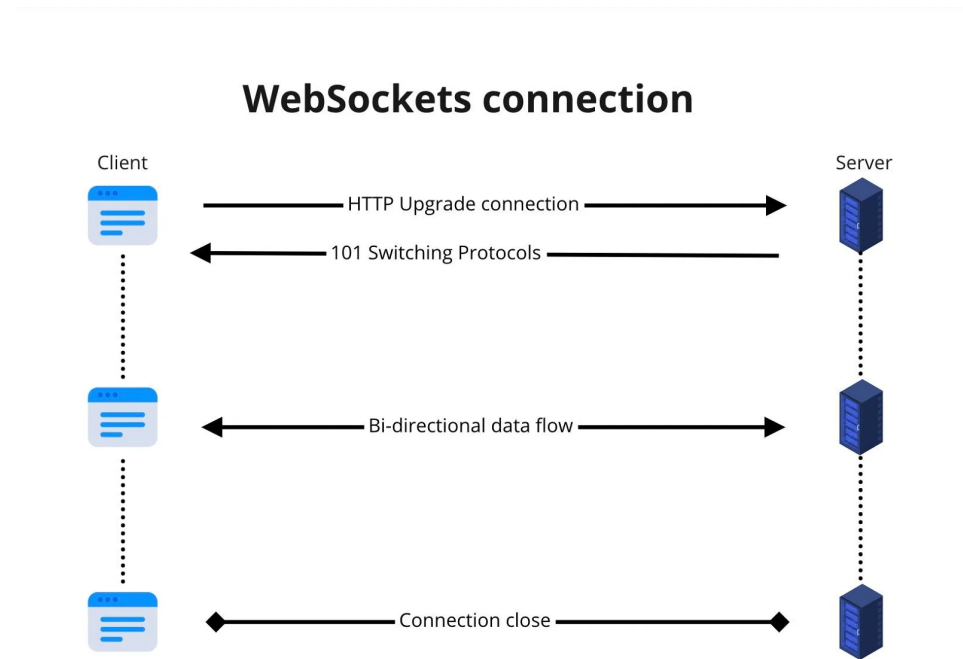 WebSockets connection
Client
Server
HTTP Upgrade connection
101 Switching Protocols
Bi-directional data flow
Connection close